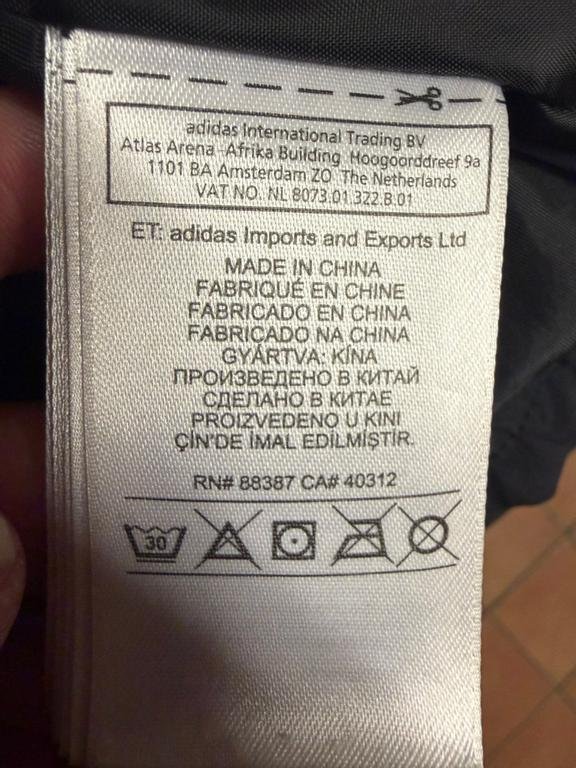 adidas International Trading BV
Atlas Arena -Afrika Building Hoogoorddreef 9a
1101 BA Amsterdam ZO The Netherlands
VAT NO. NL 8073.01.322.B.01
ET: adidas Imports and Exports Ltd
MADE IN CHINA
FABRIQUÉ EN CHINE
FABRICADO EN CHINA
FABRICADO NA CHINA
GYÁRTVA: KÍNA
ПРОИЗВЕДЕНО В КИТАЙ
СДЕЛАНО В КИТАЕ
PROIZVEDENO U KINI
ÇİN'DE İMAL EDİLMİŞTİR.
RN# 88387 CA# 40312
30